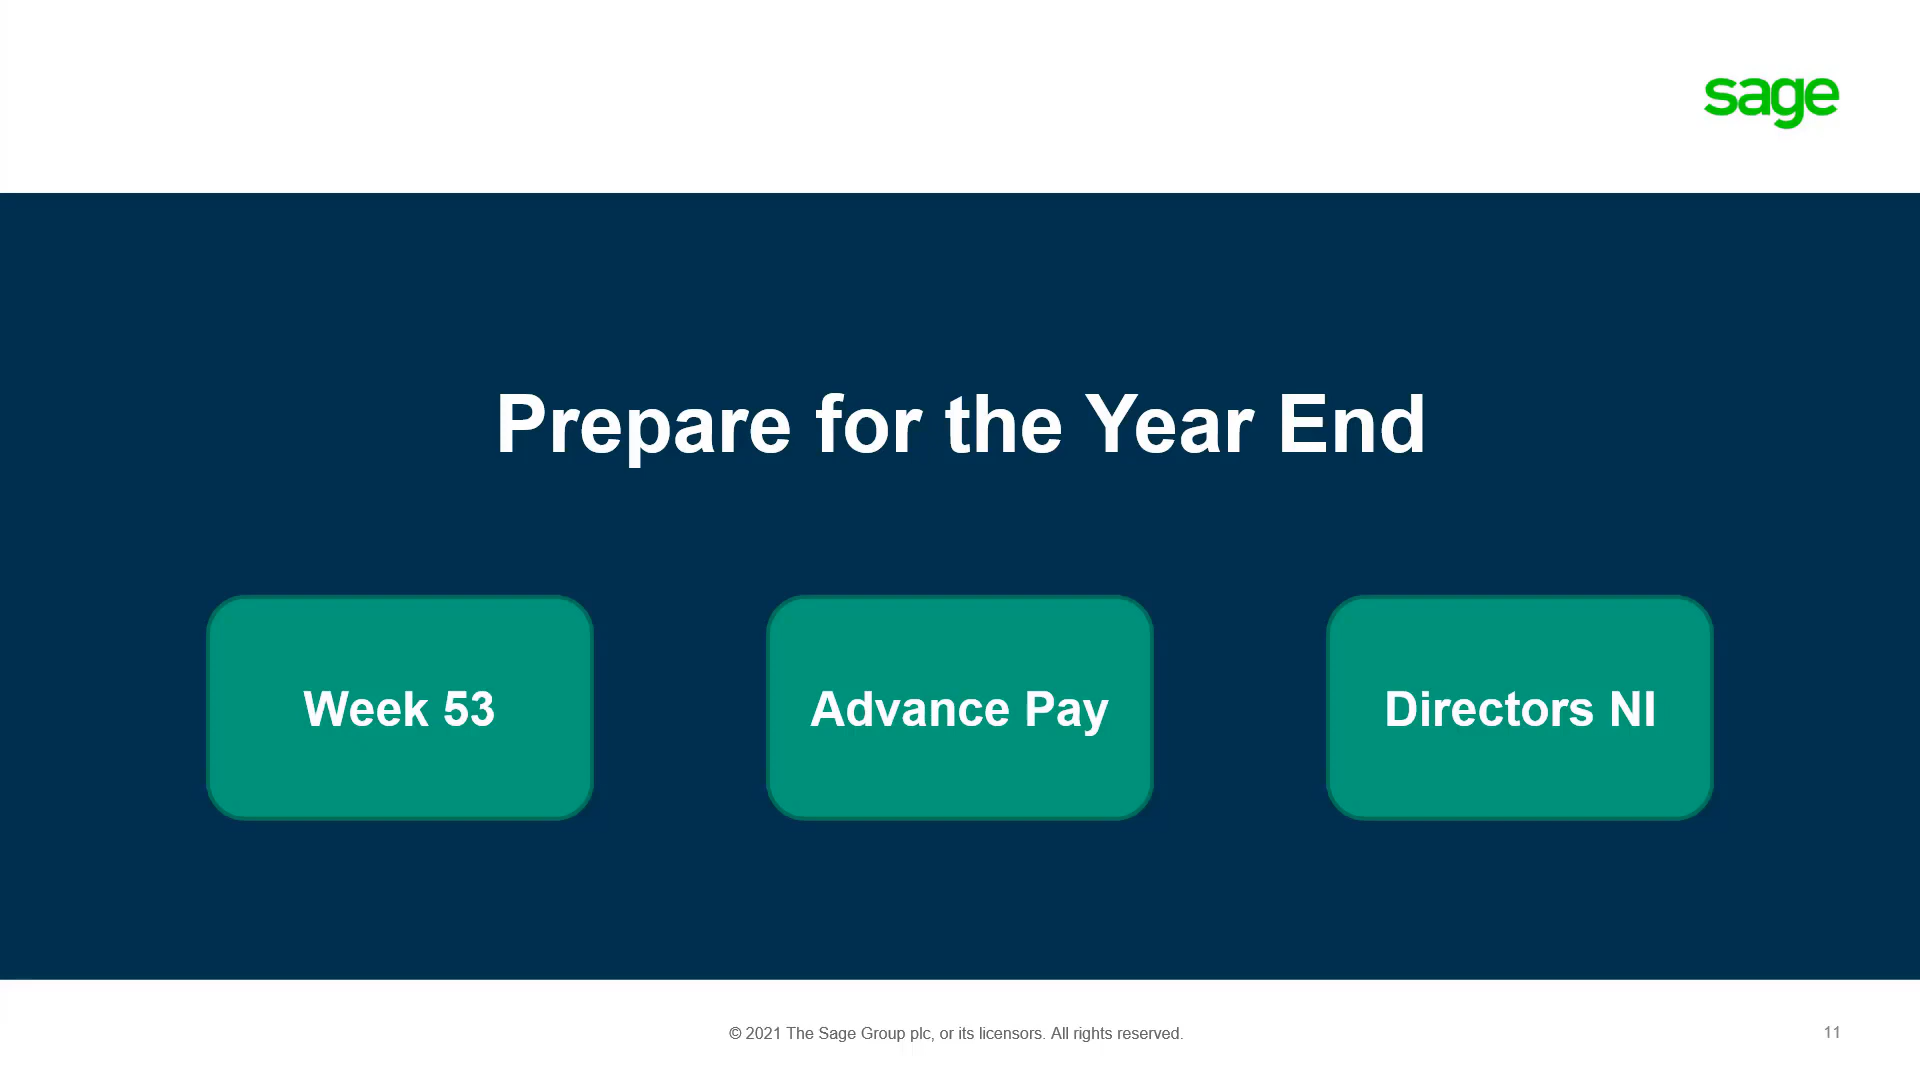 sage
Prepare for the Year End
Week 53
Advance Pay
Directors NI
© 2021 The Sage Group plc, or its licensors. All rights reserved.
11